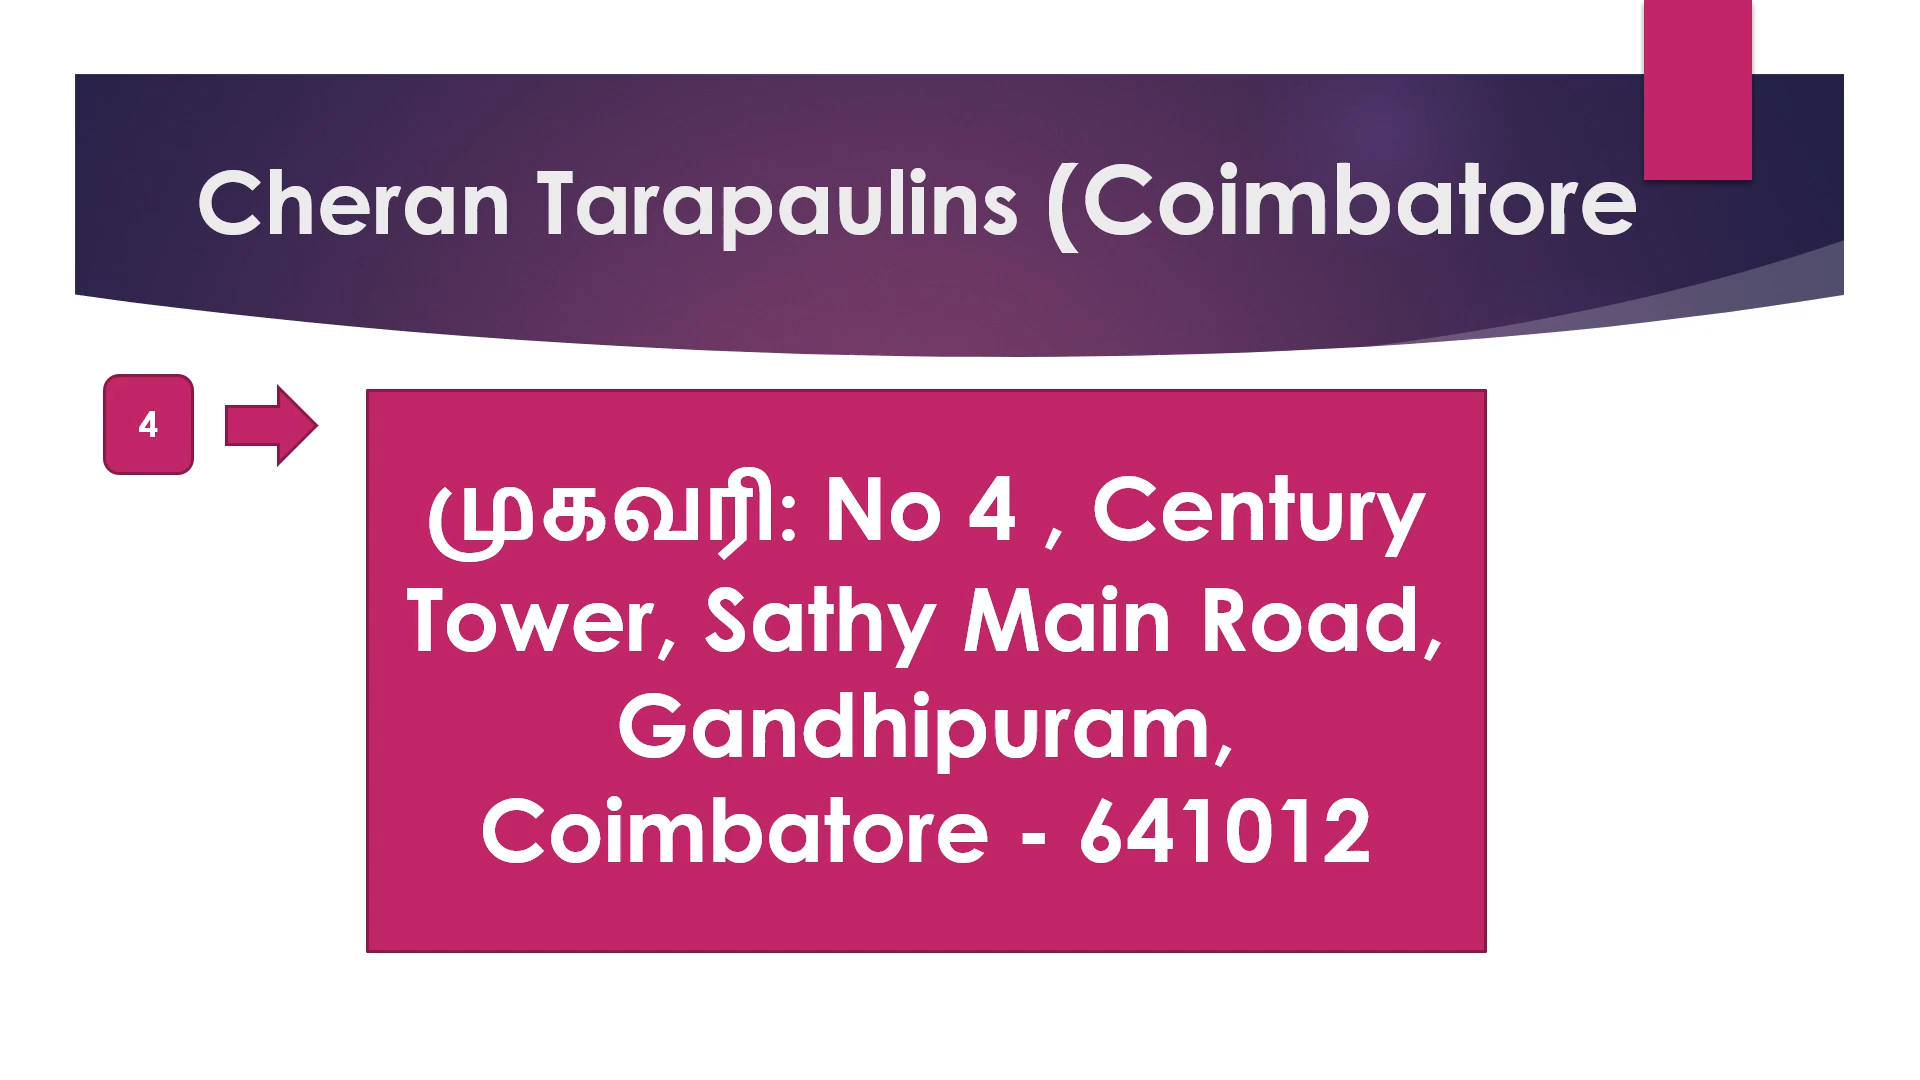 Cheran Tarapaulins (Coimbatore
4
முகவரி: No 4 , Century
Tower, Sathy Main Road,
Gandhipuram,
Coimbatore - 641012